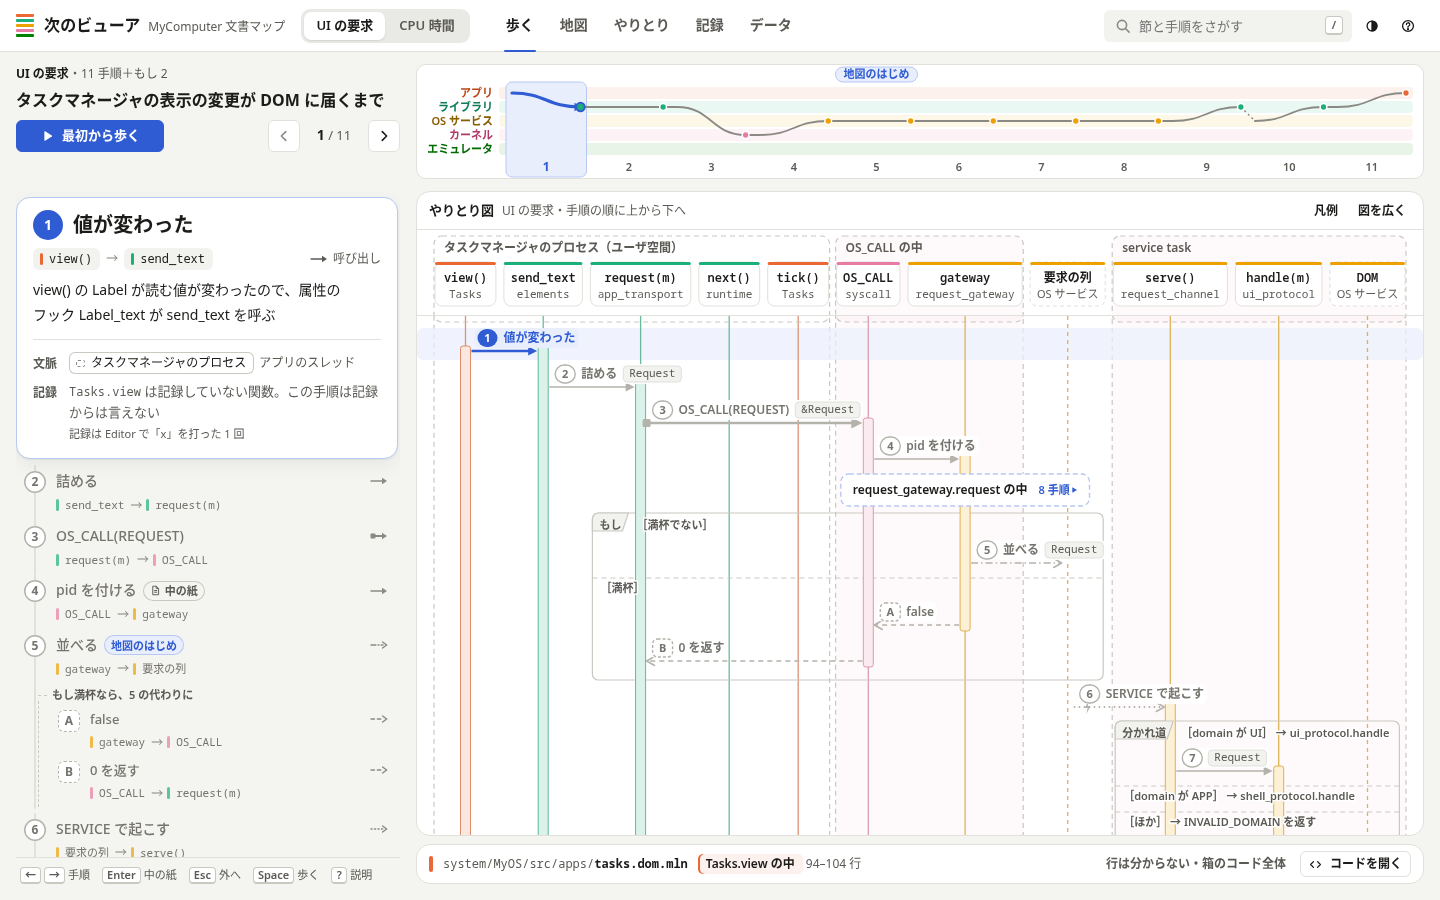 次のビューア MyComputer 文書マップ UI の要求 CPU 時間 歩く 地図 やりとり 記録 データ 節と手順をさがす /
UI の要求・11 手順＋もし 2
タスクマネージャの表示の変更が DOM に届くまで
最初から歩く 1 / 11
1 値が変わった
view() → send_text → 呼び出し
view() の Label が読む値が変わったので、属性の
フック Label_text が send_text を呼ぶ
文脈 タスクマネージャのプロセス アプリのスレッド
記録 Tasks.view は記録していない関数。この手順は記録
からは言えない
記録は Editor で「x」を打った 1 回
2 詰める
send_text → request(m)
3 OS_CALL(REQUEST)
request(m) → OS_CALL
4 pid を付ける 中の紙
OS_CALL → gateway
5 並べる 地図のはじめ
gateway → 要求の列
もし満杯なら、5 の代わりに
A false
gateway → OS_CALL
B 0 を返す
OS_CALL → request(m)
6 SERVICE で起こす
要求の列 → serve()
← → 手順 Enter 中の紙 Esc 外へ Space 歩く ? 説明
地図のはじめ
アプリ
ライブラリ
OS サービス
カーネル
エミュレータ
1 2 3 4 5 6 7 8 9 10 11
やりとり図 UI の要求・手順の順に上から下へ 凡例 図を広く
タスクマネージャのプロセス（ユーザ空間） OS_CALL の中 service task
view() send_text request(m) next() tick() OS_CALL gateway 要求の列 serve() handle(m) DOM
Tasks elements app_transport runtime Tasks syscall request_gateway OS サービス request_channel ui_protocol OS サービス
1 値が変わった
2 詰める Request
3 OS_CALL(REQUEST) &Request
4 pid を付ける
request_gateway.request の中 8 手順
もし [満杯でない]
5 並べる Request
[満杯]
A false
B 0 を返す
6 SERVICE で起こす
分かれ道 [domain が UI] → ui_protocol.handle
7 Request
[domain が APP] → shell_protocol.handle
[ほか] → INVALID_DOMAIN を返す
system/MyOS/src/apps/tasks.dom.mln Tasks.view の中 94–104 行 行は分からない・箱のコード全体 コードを開く